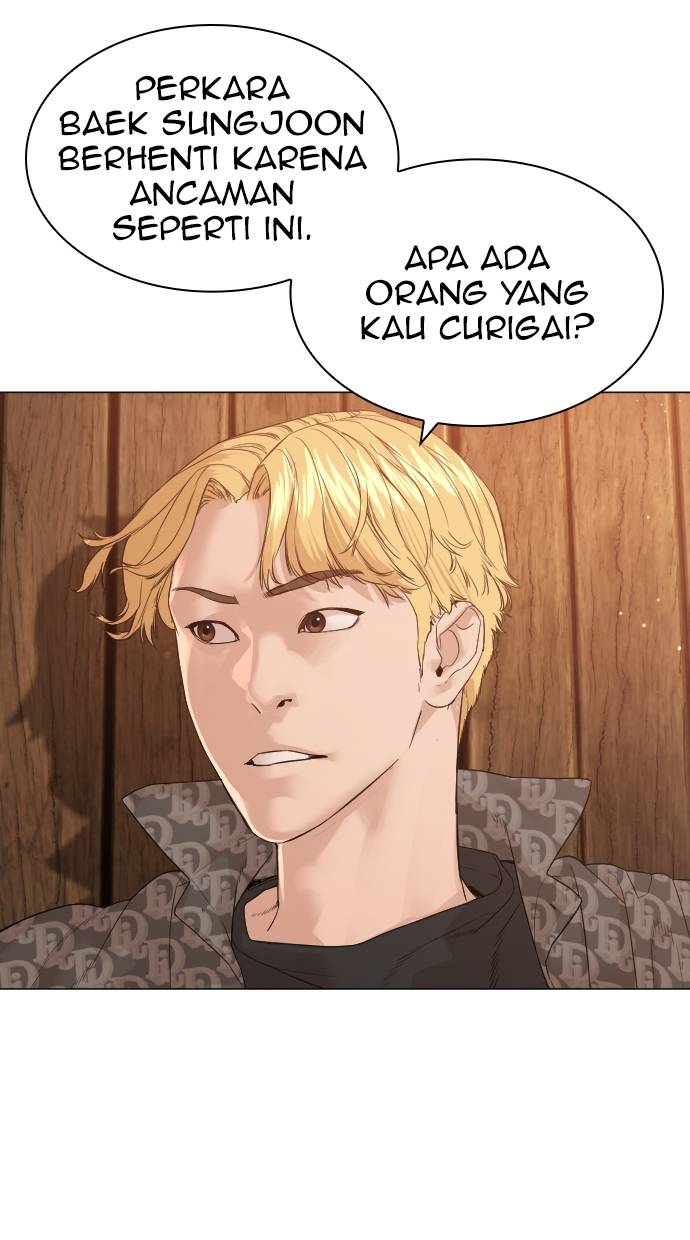 PERKARA
BAEK SUNGJOON
BERHENTI KARENA
ANCAMAN
SEPERTI INI.
APA ADA
ORANG YANG
KAU CURIGAI?